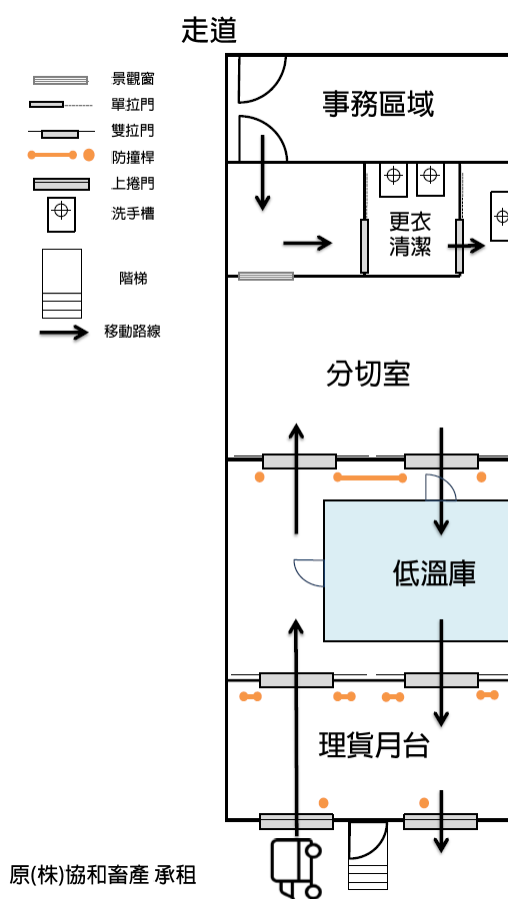 走道
景觀窗
單拉門
雙拉門
防撞桿
上捲門
洗手槽
階梯
移動路線
事務區域
更衣
清潔
分切室
低溫庫
理貨月台
原(株)協和畜產 承租